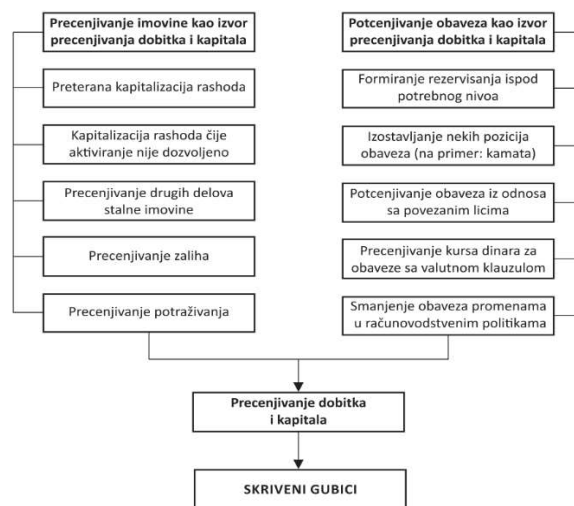 Precenjivanje imovine kao izvor
precenjivanja dobitka i kapitala
Preterana kapitalizacija rashoda
Kapitalizacija rashoda čije
aktiviranje nije dozvoljeno
Precenjivanje drugih delova
stalne imovine
Precenjivanje zaliha
Precenjivanje potraživanja
Potcenjivanje obaveza kao izvor
precenjivanja dobitka i kapitala
Formiranje rezervisanja ispod
potrebnog nivoa
Izostavljanje nekih pozicija
obaveza (na primer: kamata)
Potcenjivanje obaveza iz odnosa
sa povezanim licima
Precenjivanje kursa dinara za
obaveze sa valutnom klauzulom
Smanjenje obaveza promenama
u računovodstvenim politikama
Precenjivanje dobitka
i kapitala
SKRIVENI GUBICI